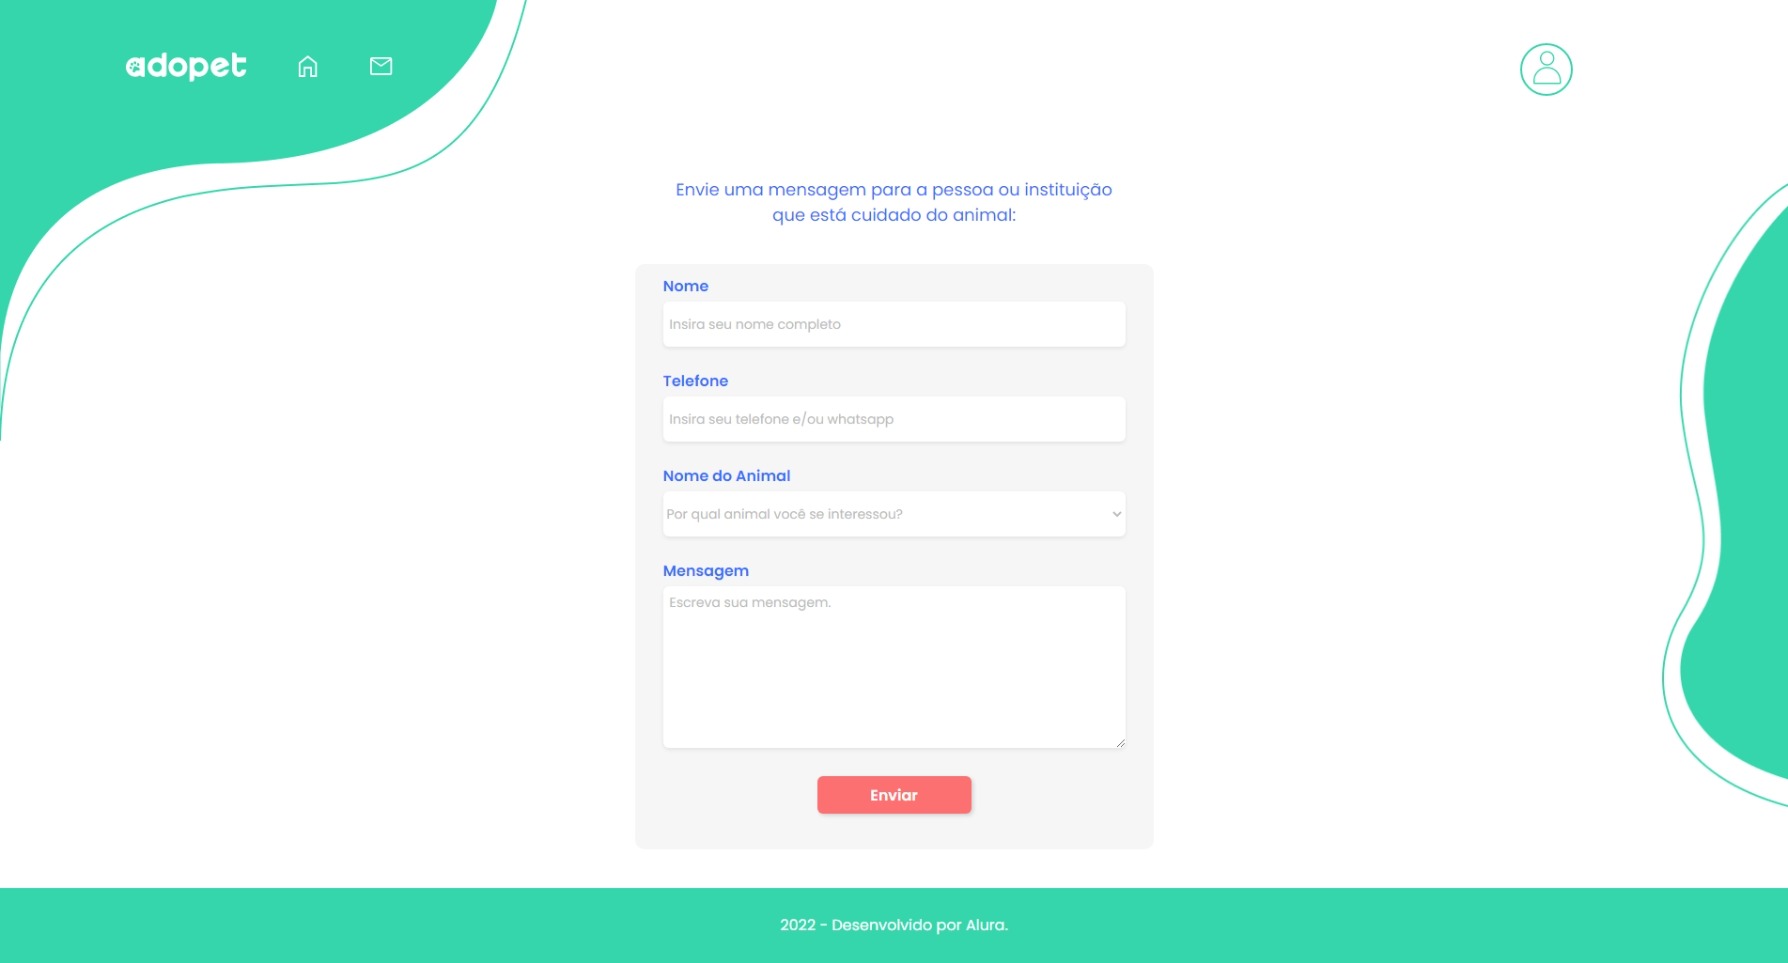 adopet
Envie uma mensagem para a pessoa ou instituição
que está cuidado do animal:
Nome
Insira seu nome completo
Telefone
Insira seu telefone e/ou whatsapp
Nome do Animal
Por qual animal você se interessou?
Mensagem
Escreva sua mensagem.
Enviar
2022 - Desenvolvido por Alura.